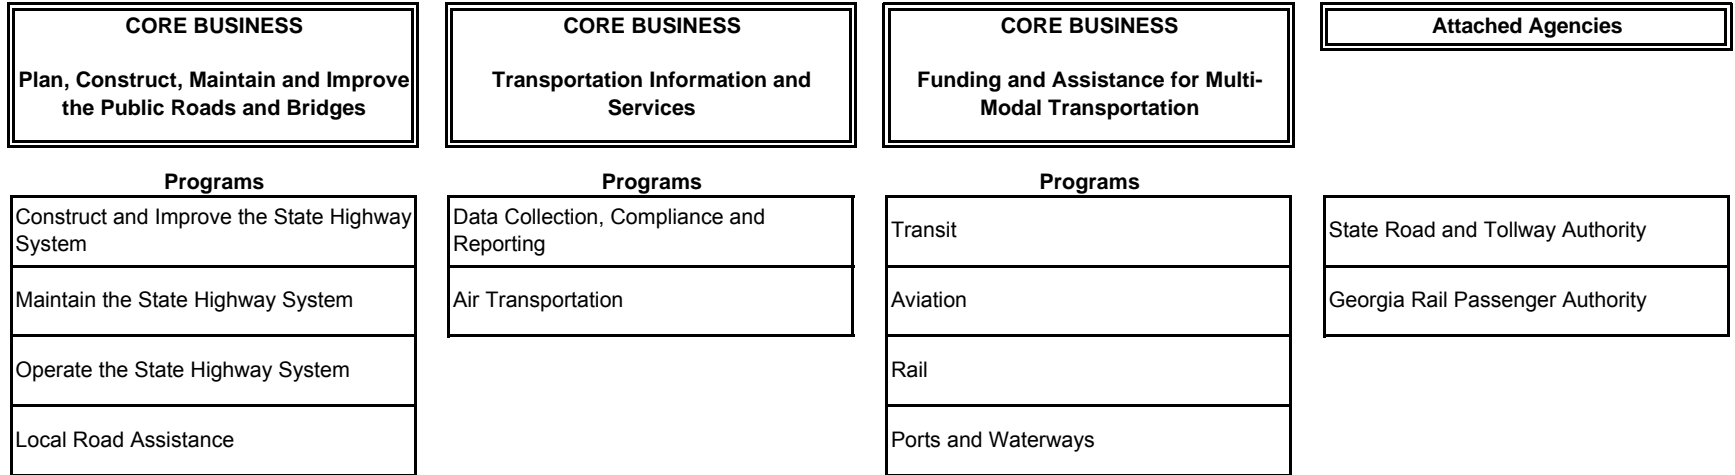 CORE BUSINESS
Plan, Construct, Maintain and Improve
the Public Roads and Bridges
Programs
Construct and Improve the State Highway
System
Maintain the State Highway System
Operate the State Highway System
Local Road Assistance
CORE BUSINESS
Transportation Information and
Services
Programs
Data Collection, Compliance and
Reporting
Air Transportation
CORE BUSINESS
Funding and Assistance for Multi-
Modal Transportation
Programs
Transit
Aviation
Rail
Ports and Waterways
Attached Agencies
State Road and Tollway Authority
Georgia Rail Passenger Authority